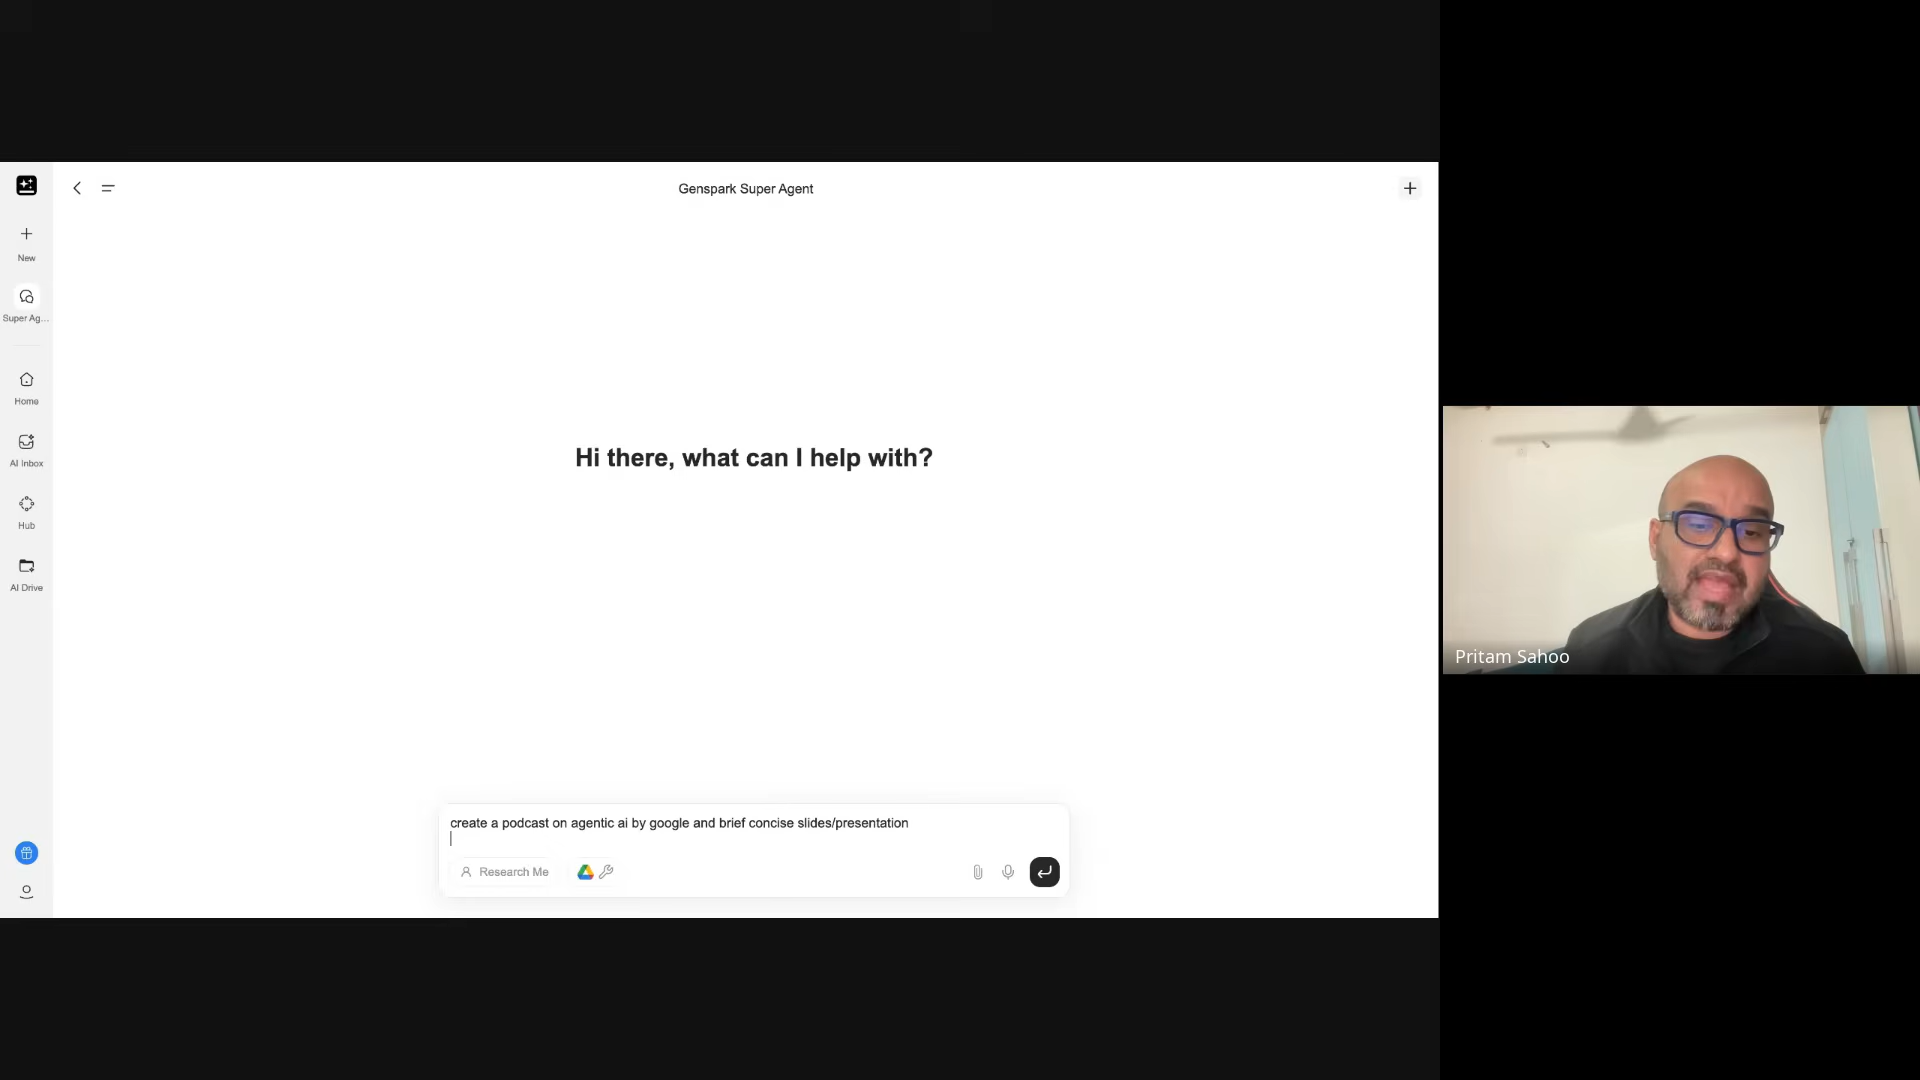 Genspark Super Agent
New
Super Ag...
Home
AI Inbox
Hub
AI Drive
Hi there, what can I help with?
create a podcast on agentic ai by google and brief concise slides/presentation
Research Me
Pritam Sahoo